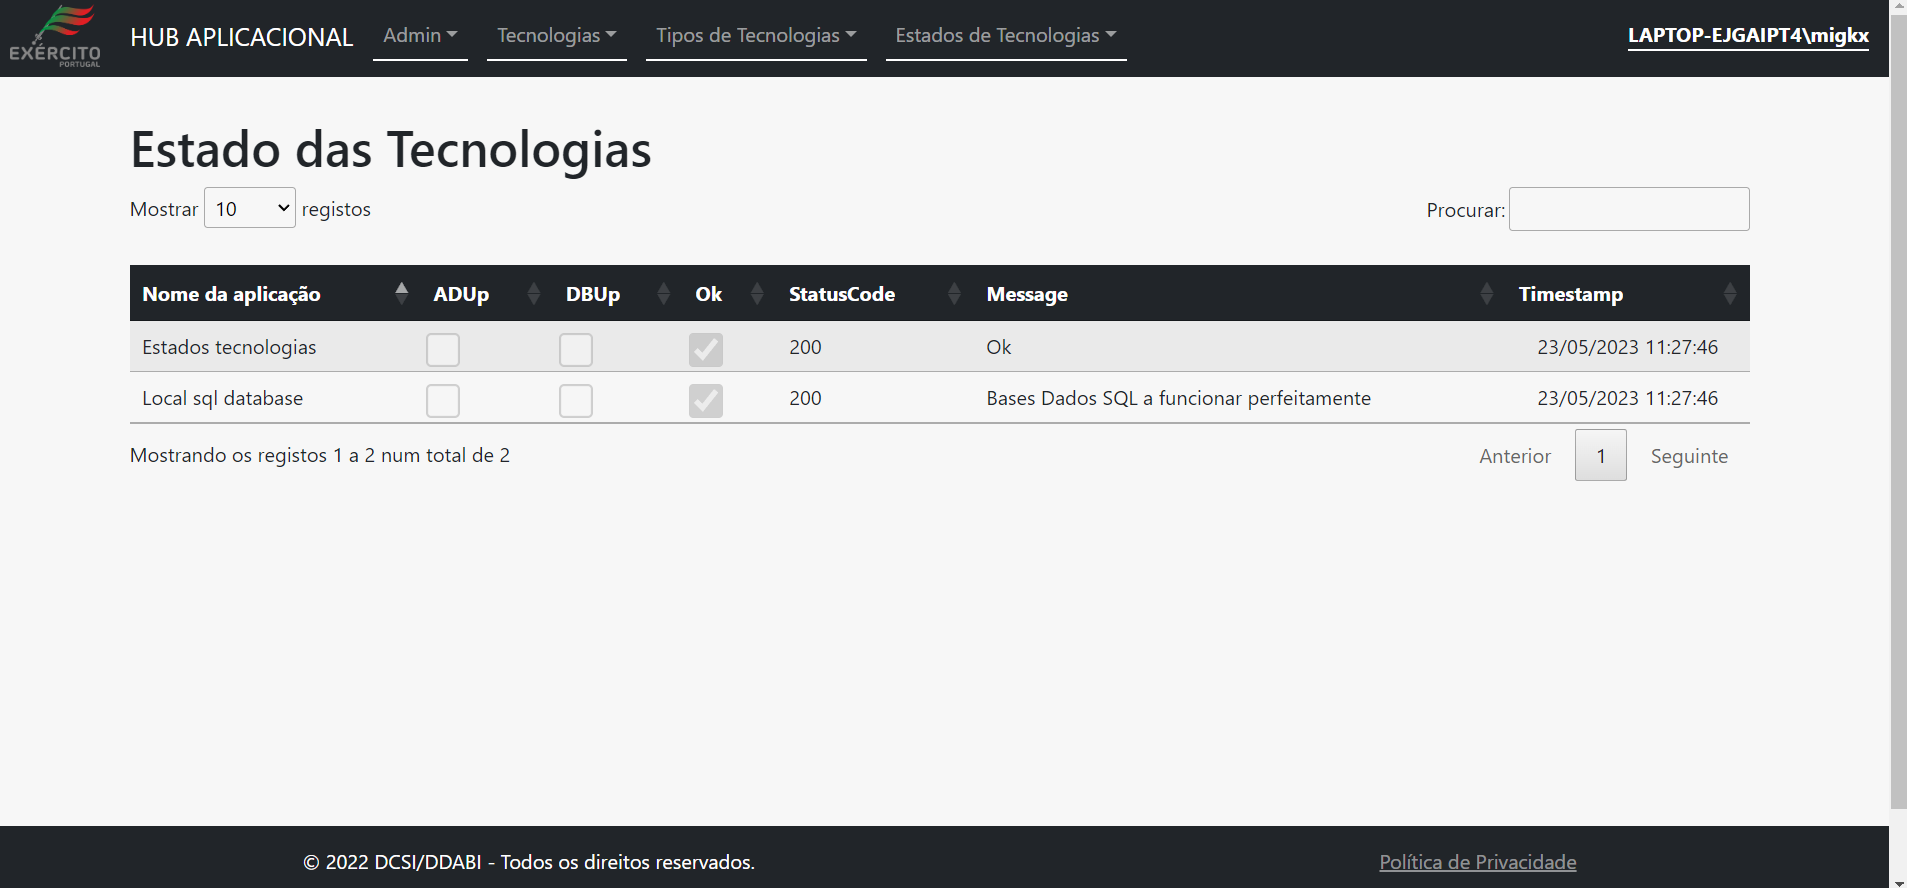 EXÉRCITO
PORTUGAL
HUB APLICACIONAL Admin Tecnologias Tipos de Tecnologias Estados de Tecnologias LAPTOP-EJGAIPT4\migkx
Estado das Tecnologias
Mostrar 10 registos Procurar:
Nome da aplicação ADUp DBUp Ok StatusCode Message Timestamp
Estados tecnologias 200 Ok 23/05/2023 11:27:46
Local sql database 200 Bases Dados SQL a funcionar perfeitamente 23/05/2023 11:27:46
Mostrando os registos 1 a 2 num total de 2 Anterior 1 Seguinte
© 2022 DCSI/DDABI - Todos os direitos reservados. Política de Privacidade